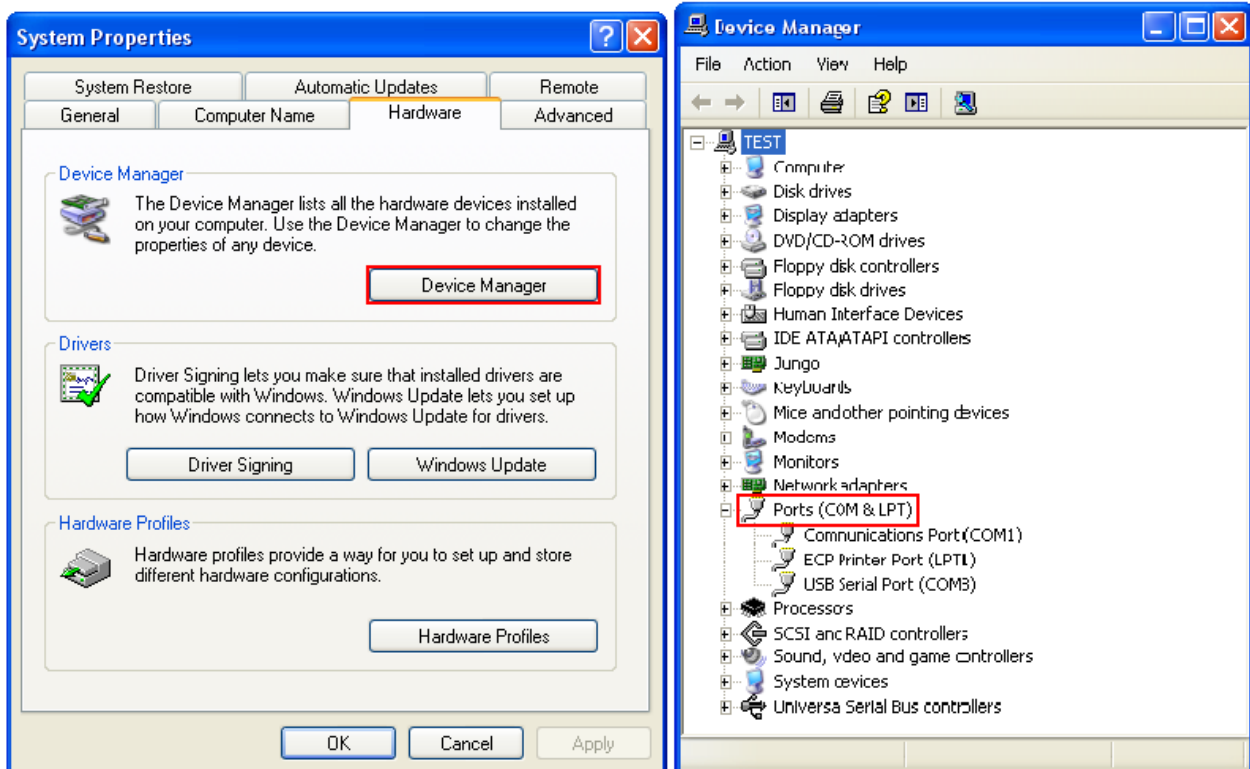 System Properties
System Restore
Automatic Updates
Remote
General
Computer Name
Hardware
Advanced
Device Manager
The Device Manager lists all the hardware devices installed
on your computer. Use the Device Manager to change the
properties of any device.
Device Manager
Drivers
Driver Signing lets you make sure that installed drivers are
compatible with Windows. Windows Update lets you set up
how Windows connects to Windows Update for drivers.
Driver Signing
Windows Update
Hardware Profiles
Hardware profiles provide a way for you to set up and store
different hardware configurations.
Hardware Profiles
OK
Cancel
Apply
Device Manager
File Action View Help
TEST
Computer
Disk drives
Display adapters
DVD/CD-ROM drives
Floppy disk controllers
Floppy disk drives
Human Interface Devices
IDE ATA/ATAPI controllers
Jungo
Keyboards
Mice and other pointing devices
Modems
Monitors
Network adapters
Ports (COM & LPT)
Communications Port (COM1)
ECP Printer Port (LPT1)
USB Serial Port (COM3)
Processors
SCSI and RAID controllers
Sound, video and game controllers
System devices
Universal Serial Bus controllers